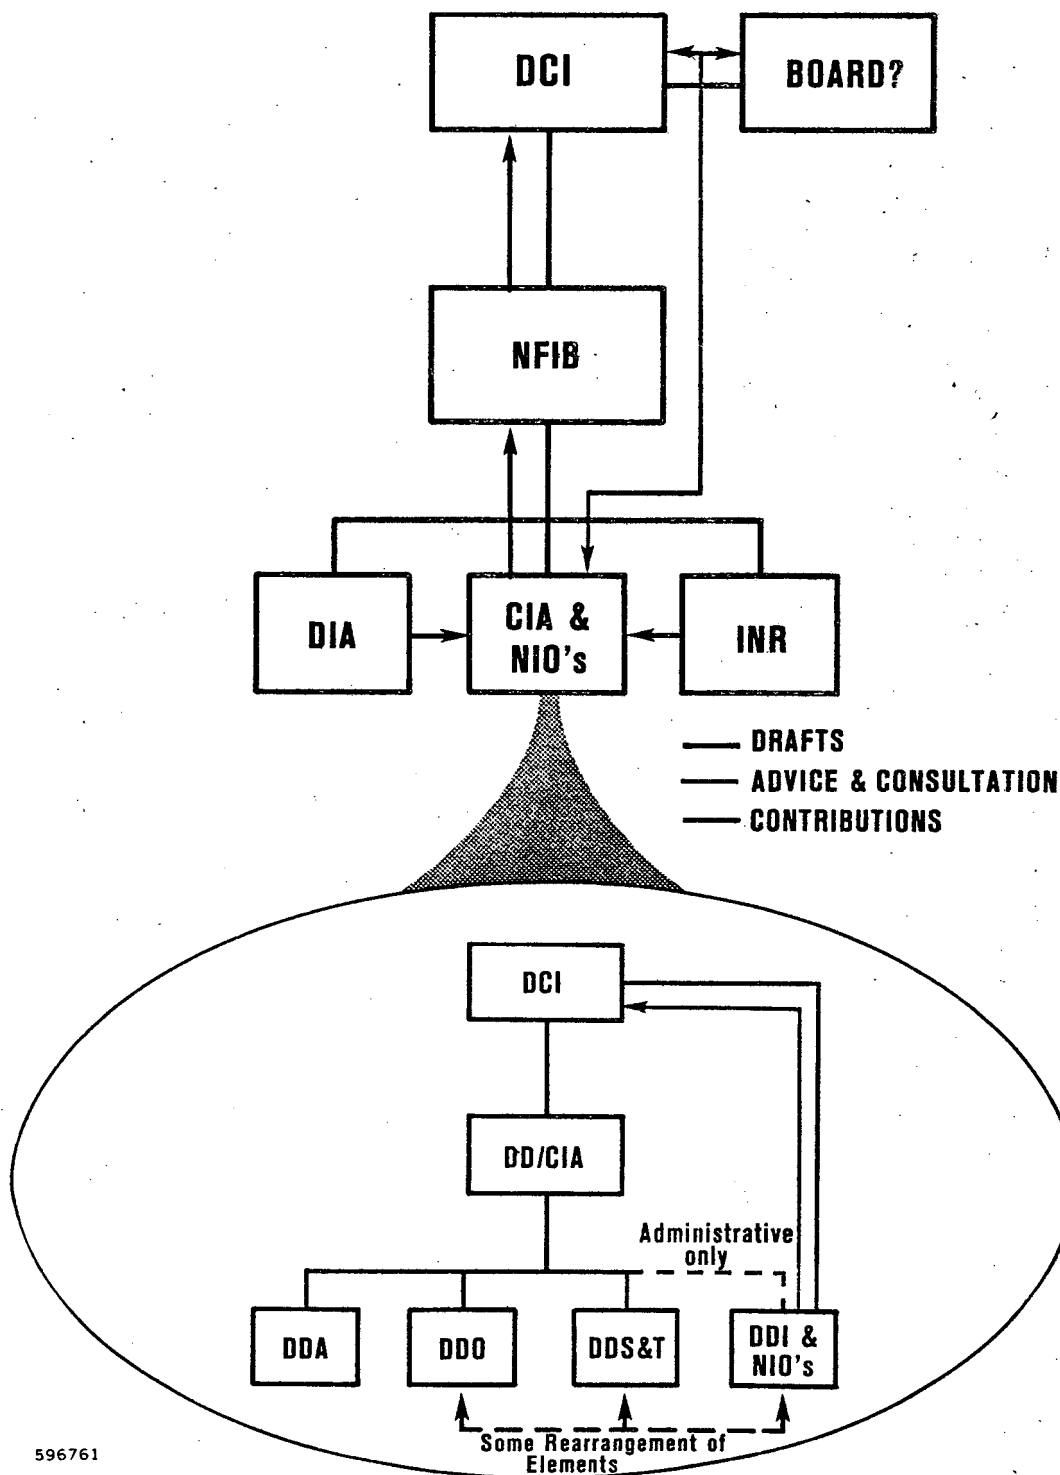 DCI
BOARD?
NFIB
DIA
CIA &
NIO's
INR
DRAFTS
ADVICE & CONSULTATION
CONTRIBUTIONS
DCI
DD/CIA
Administrative
only
DDA
DDO
DDS&T
DDI &
NIO's
Some Rearrangement of
Elements
596761